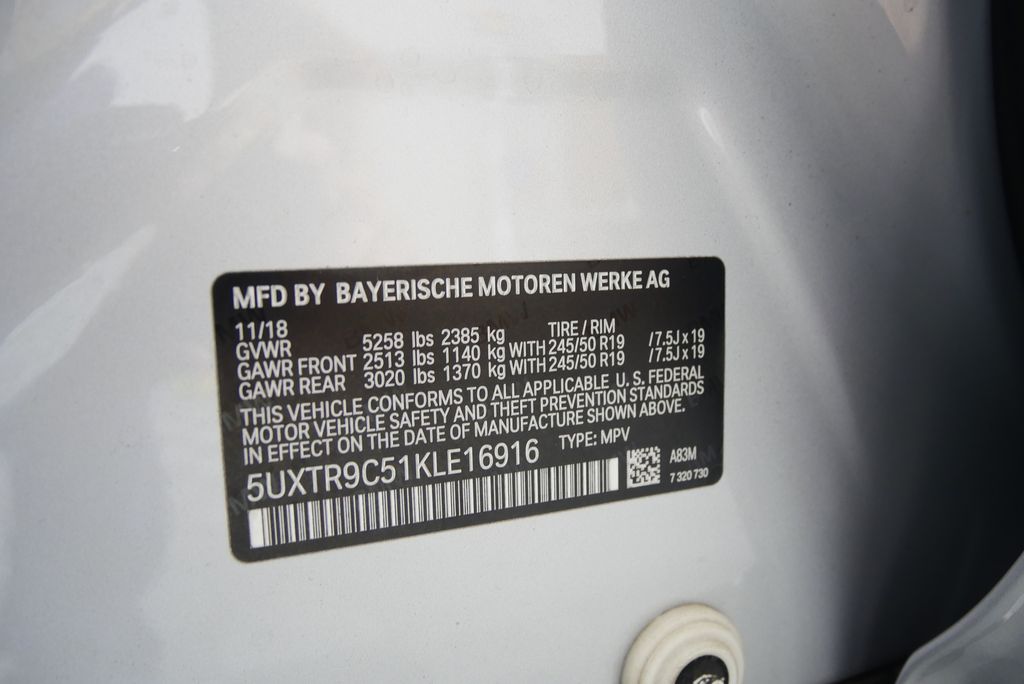 MFD BY BAYERISCHE MOTOREN WERKE AG
11/18 TIRE / RIM
GVWR 5258 lbs 2385 kg
GAWR FRONT 2513 lbs 1140 kg WITH 245/50 R19 /7.5J x 19
GAWR REAR 3020 lbs 1370 kg WITH 245/50 R19 /7.5J x 19
THIS VEHICLE CONFORMS TO ALL APPLICABLE U. S. FEDERAL
MOTOR VEHICLE SAFETY AND THEFT PREVENTION STANDARDS
IN EFFECT ON THE DATE OF MANUFACTURE SHOWN ABOVE.
5UXTR9C51KLE16916 TYPE: MPV
A83M
7 320 730